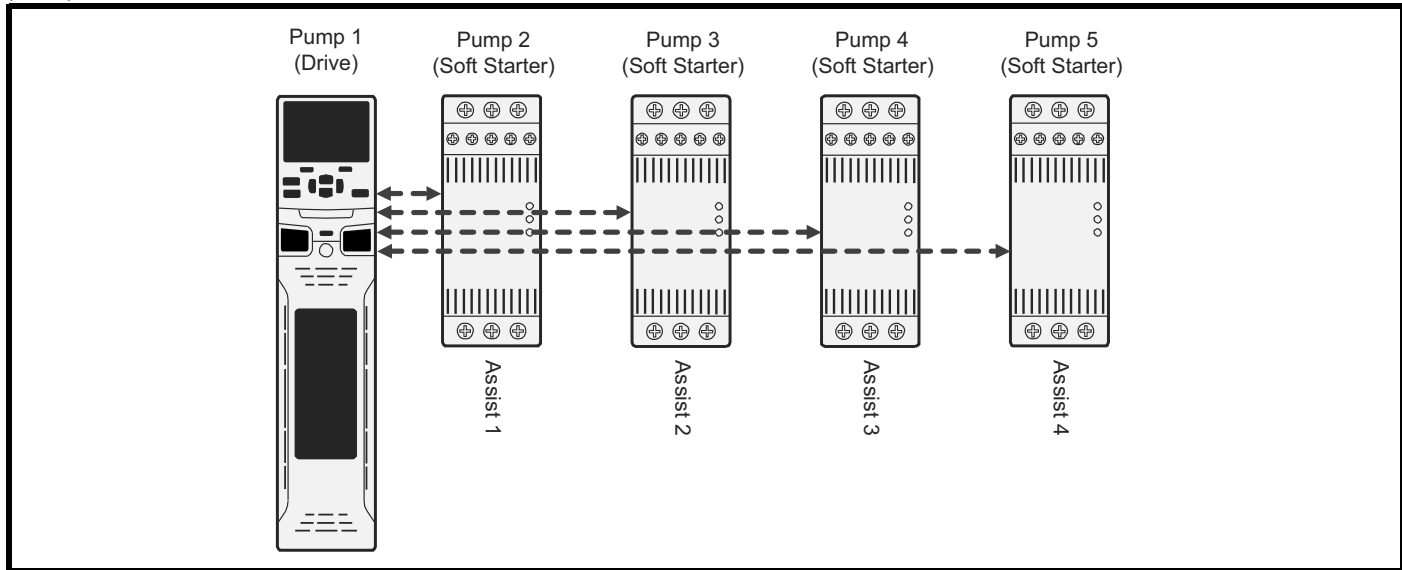 Pump 1
(Drive)
Pump 2
(Soft Starter)
Pump 3
(Soft Starter)
Pump 4
(Soft Starter)
Pump 5
(Soft Starter)
Assist 1
Assist 2
Assist 3
Assist 4